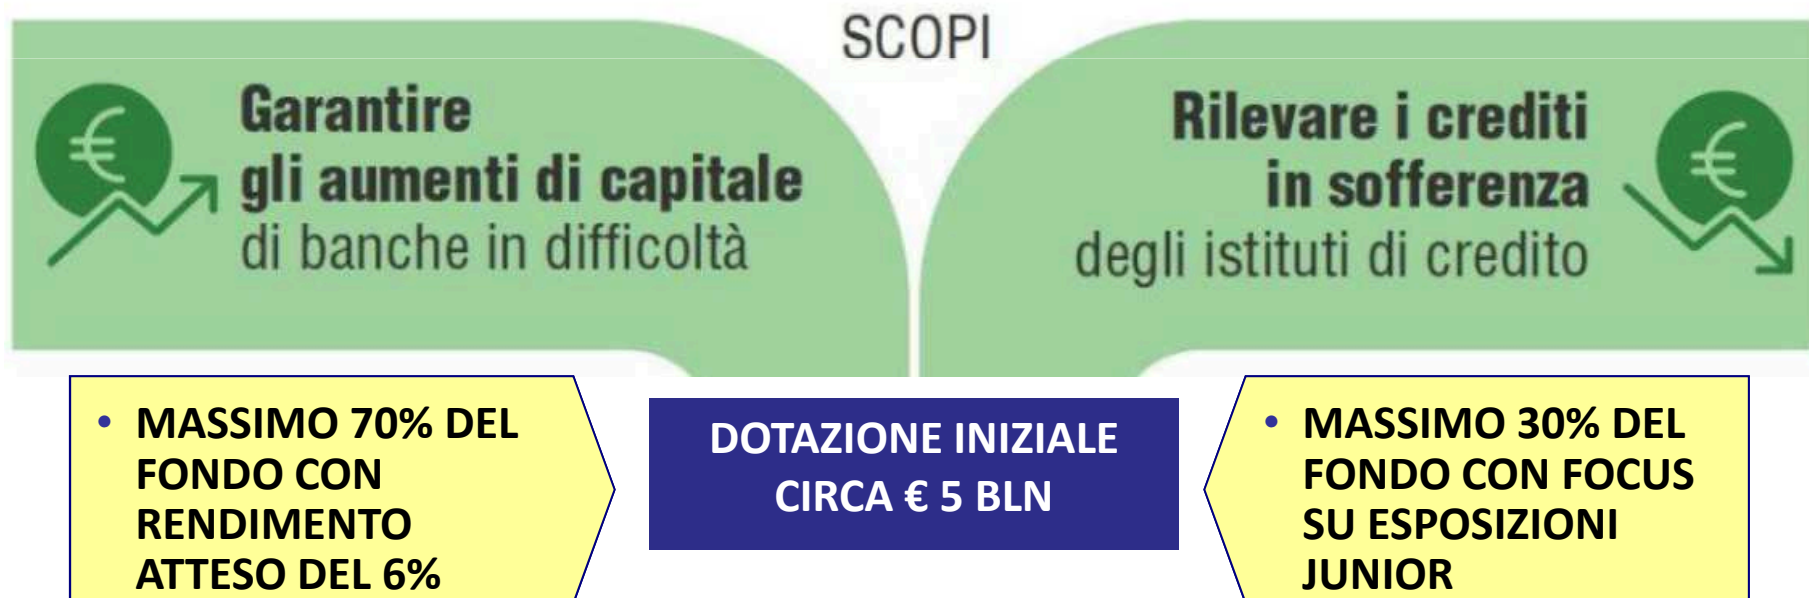 SCOPI
Garantire
gli aumenti di capitale
di banche in difficoltà
Rilevare i crediti
in sofferenza
degli istituti di credito
• MASSIMO 70% DEL
FONDO CON
RENDIMENTO
ATTESO DEL 6%
DOTAZIONE INIZIALE
CIRCA € 5 BLN
• MASSIMO 30% DEL
FONDO CON FOCUS
SU ESPOSIZIONI
JUNIOR